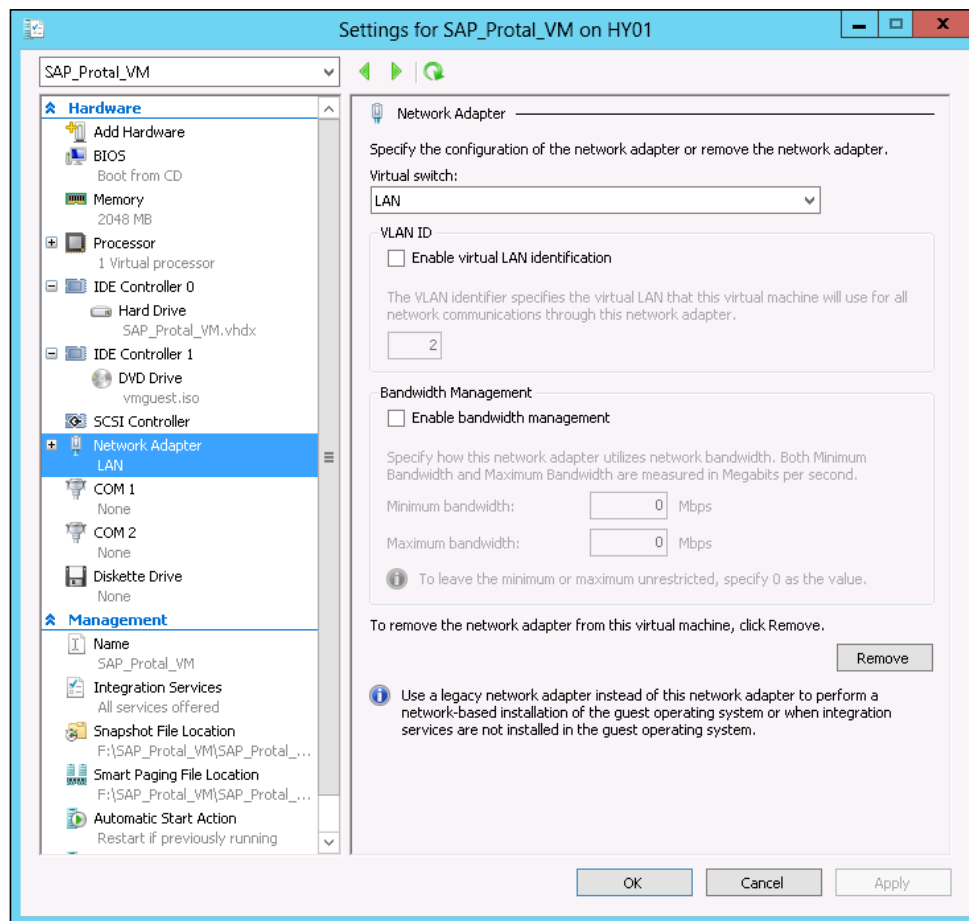 Settings for SAP_Protal_VM on HY01
SAP_Protal_VM
Hardware
Add Hardware
BIOS
Boot from CD
Memory
2048 MB
Processor
1 Virtual processor
IDE Controller 0
Hard Drive
SAP_Protal_VM.vhdx
IDE Controller 1
DVD Drive
vmguest.iso
SCSI Controller
Network Adapter
LAN
COM 1
None
COM 2
None
Diskette Drive
None
Management
Name
SAP_Protal_VM
Integration Services
All services offered
Snapshot File Location
F:\SAP_Protal_VM\SAP_Protal_...
Smart Paging File Location
F:\SAP_Protal_VM\SAP_Protal_...
Automatic Start Action
Restart if previously running
Network Adapter
Specify the configuration of the network adapter or remove the network adapter.
Virtual switch:
LAN
VLAN ID
Enable virtual LAN identification
The VLAN identifier specifies the virtual LAN that this virtual machine will use for all
network communications through this network adapter.
2
Bandwidth Management
Enable bandwidth management
Specify how this network adapter utilizes network bandwidth. Both Minimum
Bandwidth and Maximum Bandwidth are measured in Megabits per second.
Minimum bandwidth: 0 Mbps
Maximum bandwidth: 0 Mbps
To leave the minimum or maximum unrestricted, specify 0 as the value.
To remove the network adapter from this virtual machine, click Remove.
Remove
Use a legacy network adapter instead of this network adapter to perform a
network-based installation of the guest operating system or when integration
services are not installed in the guest operating system.
OK Cancel Apply